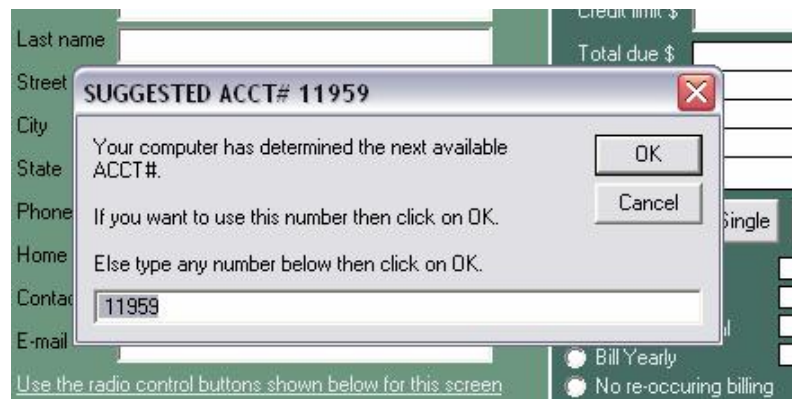 Credit limit $
Last name
Total due $
Street
SUGGESTED ACCT# 11959
City
Your computer has determined the next available
ACCT#.
OK
State
Cancel
Phone
If you want to use this number then click on OK.
Single
Home
Else type any number below then click on OK.
11959
E-mail
Bill Yearly
Use the radio control buttons shown below for this screen
No re-occuring billing